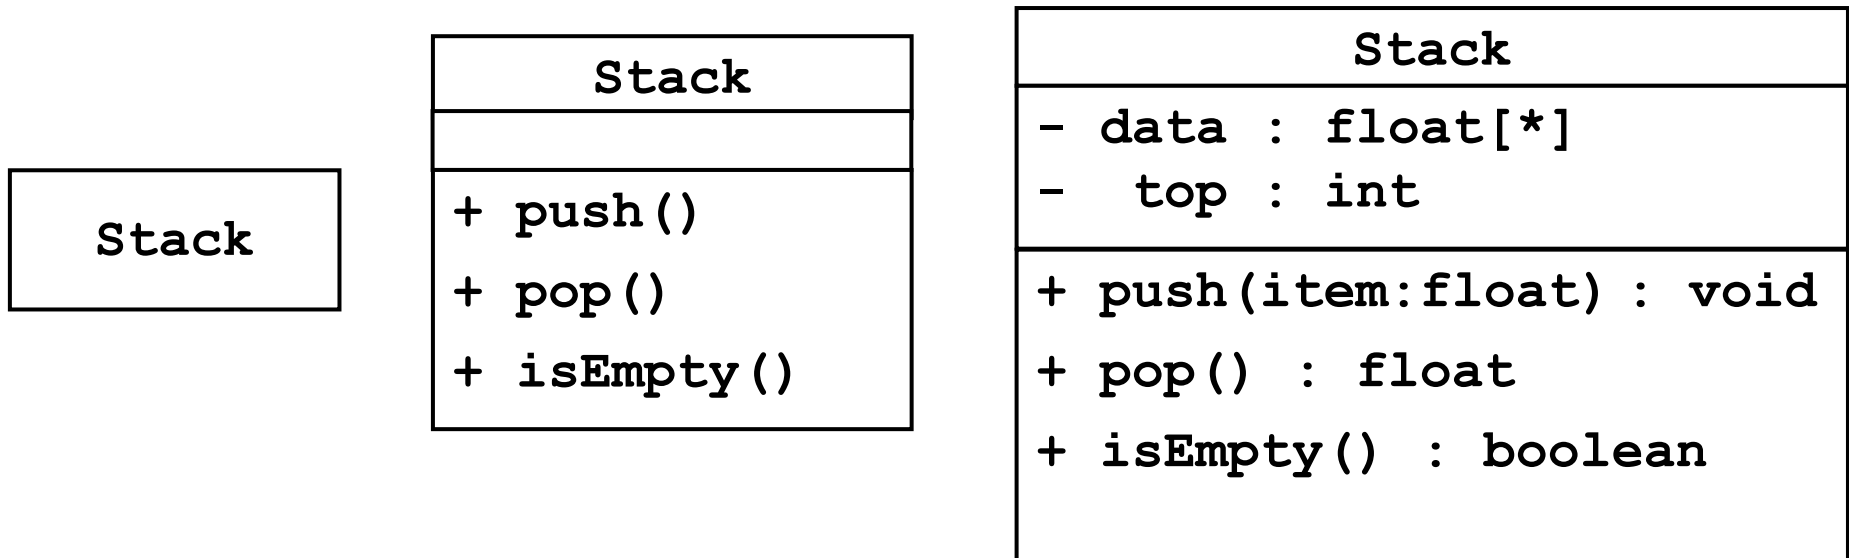 Stack
Stack
+ push()
+ pop()
+ isEmpty()
Stack
- data : float[*]
- top : int
+ push(item:float) : void
+ pop() : float
+ isEmpty() : boolean